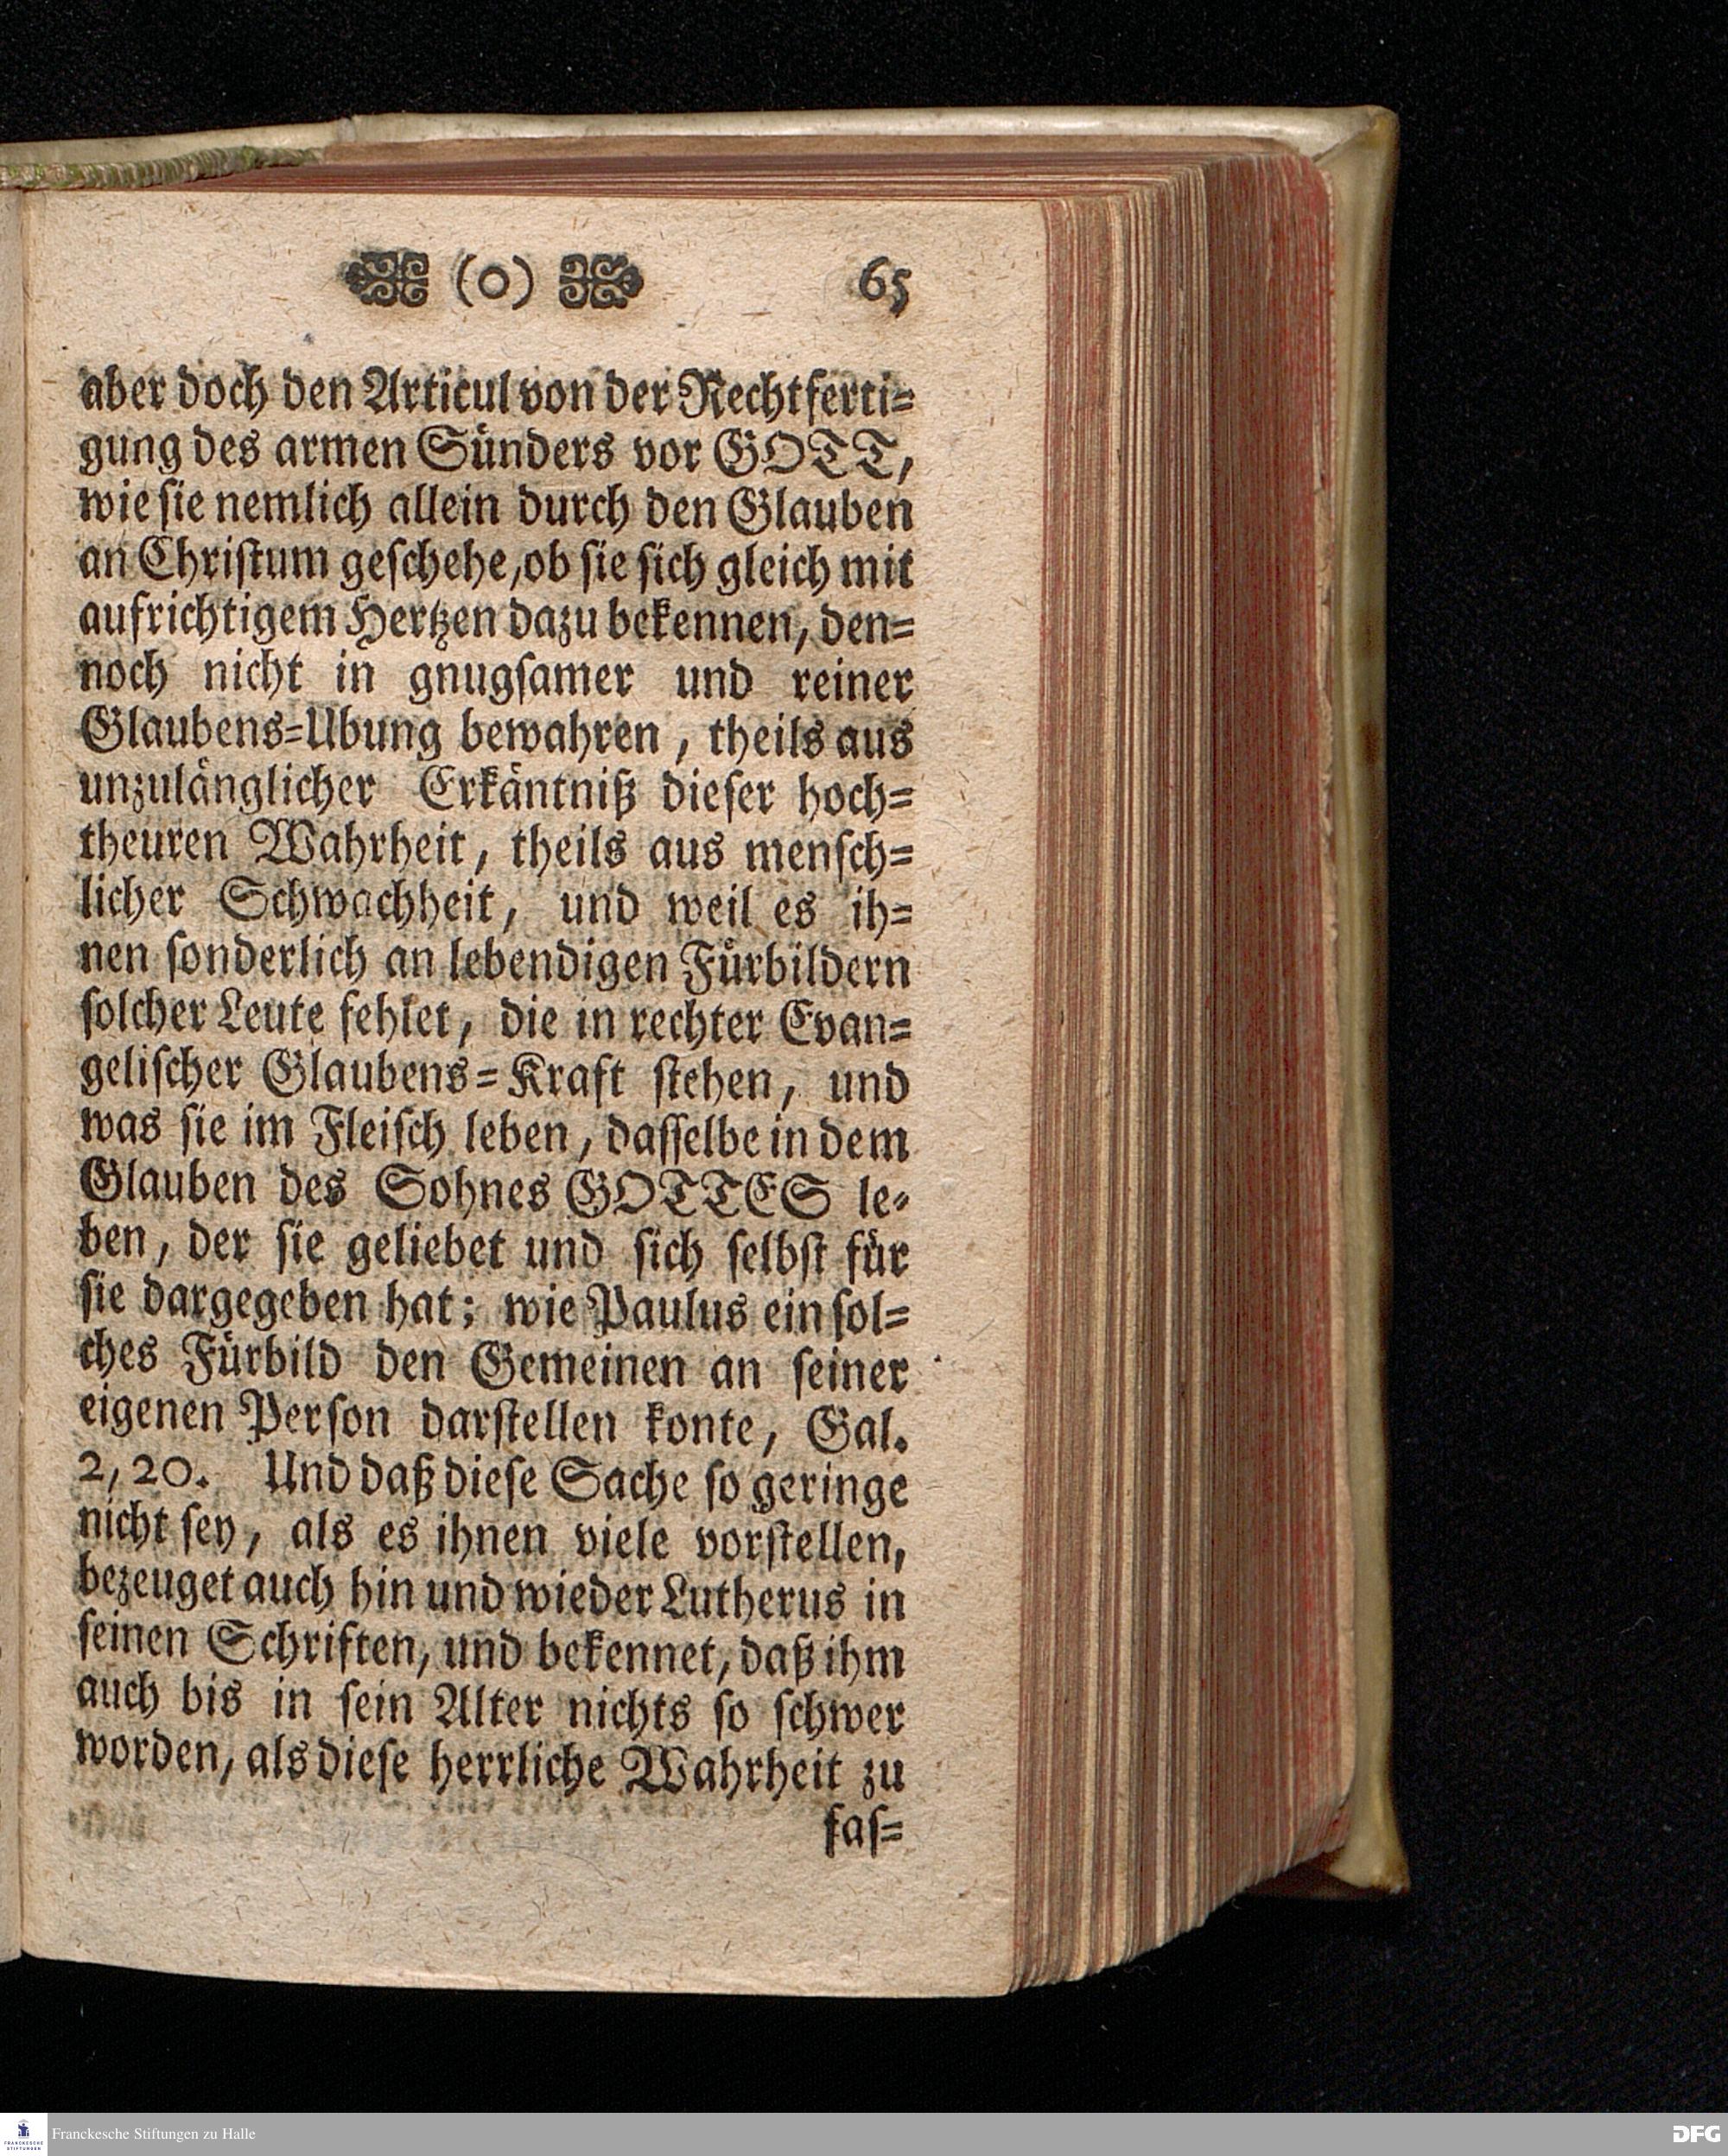 (0) 65
aber doch den Articul von der Rechtferti=
gung des armen Sünders vor GOTT,
wie sie nemlich allein durch den Glauben
an Christum geschehe, ob sie sich gleich mit
aufrichtigem Hertzen dazu bekennen, den=
noch nicht in gnugsamer und reiner
Glaubens=Ubung bewahren, theils aus
unzulänglicher Erkäntniß dieser hoch=
theuren Wahrheit, theils aus mensch=
licher Schwachheit, und weil es ih=
nen sonderlich an lebendigen Fürbildern
solcher Leute fehlet, die in rechter Evan=
gelischer Glaubens=Kraft stehen, und
was sie im Fleisch leben, dasselbe in dem
Glauben des Sohnes GOTTES le=
ben, der sie geliebet und sich selbst für
sie dargegeben hat; wie Paulus ein sol=
ches Fürbild den Gemeinen an seiner
eigenen Person darstellen konte, Gal.
2, 20. Und daß diese Sache so geringe
nicht sey, als es ihnen viele vorstellen,
bezeuget auch hin und wieder Lutherus in
seinen Schriften, und bekennet, daß ihm
auch bis in sein Alter nichts so schwer
worden, als diese herrliche Wahrheit zu
fas=
FRANCKESCHE STIFTUNGEN
Franckesche Stiftungen zu Halle
DFG